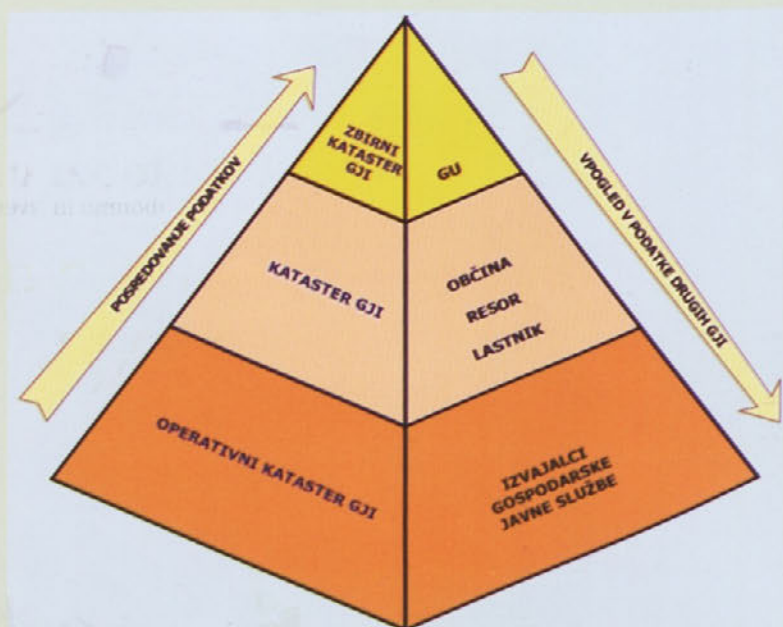 POSREDOVANJE PODATKOV
ZBIRNI
KATASTER
GJI
GU
VPOGLED V PODATKE DRUGIH GJI
KATASTER GJI
OBČINA
RESOR
LASTNIK
OPERATIVNI KATASTER GJI
IZVAJALCI
GOSPODARSKE
JAVNE SLUŽBE